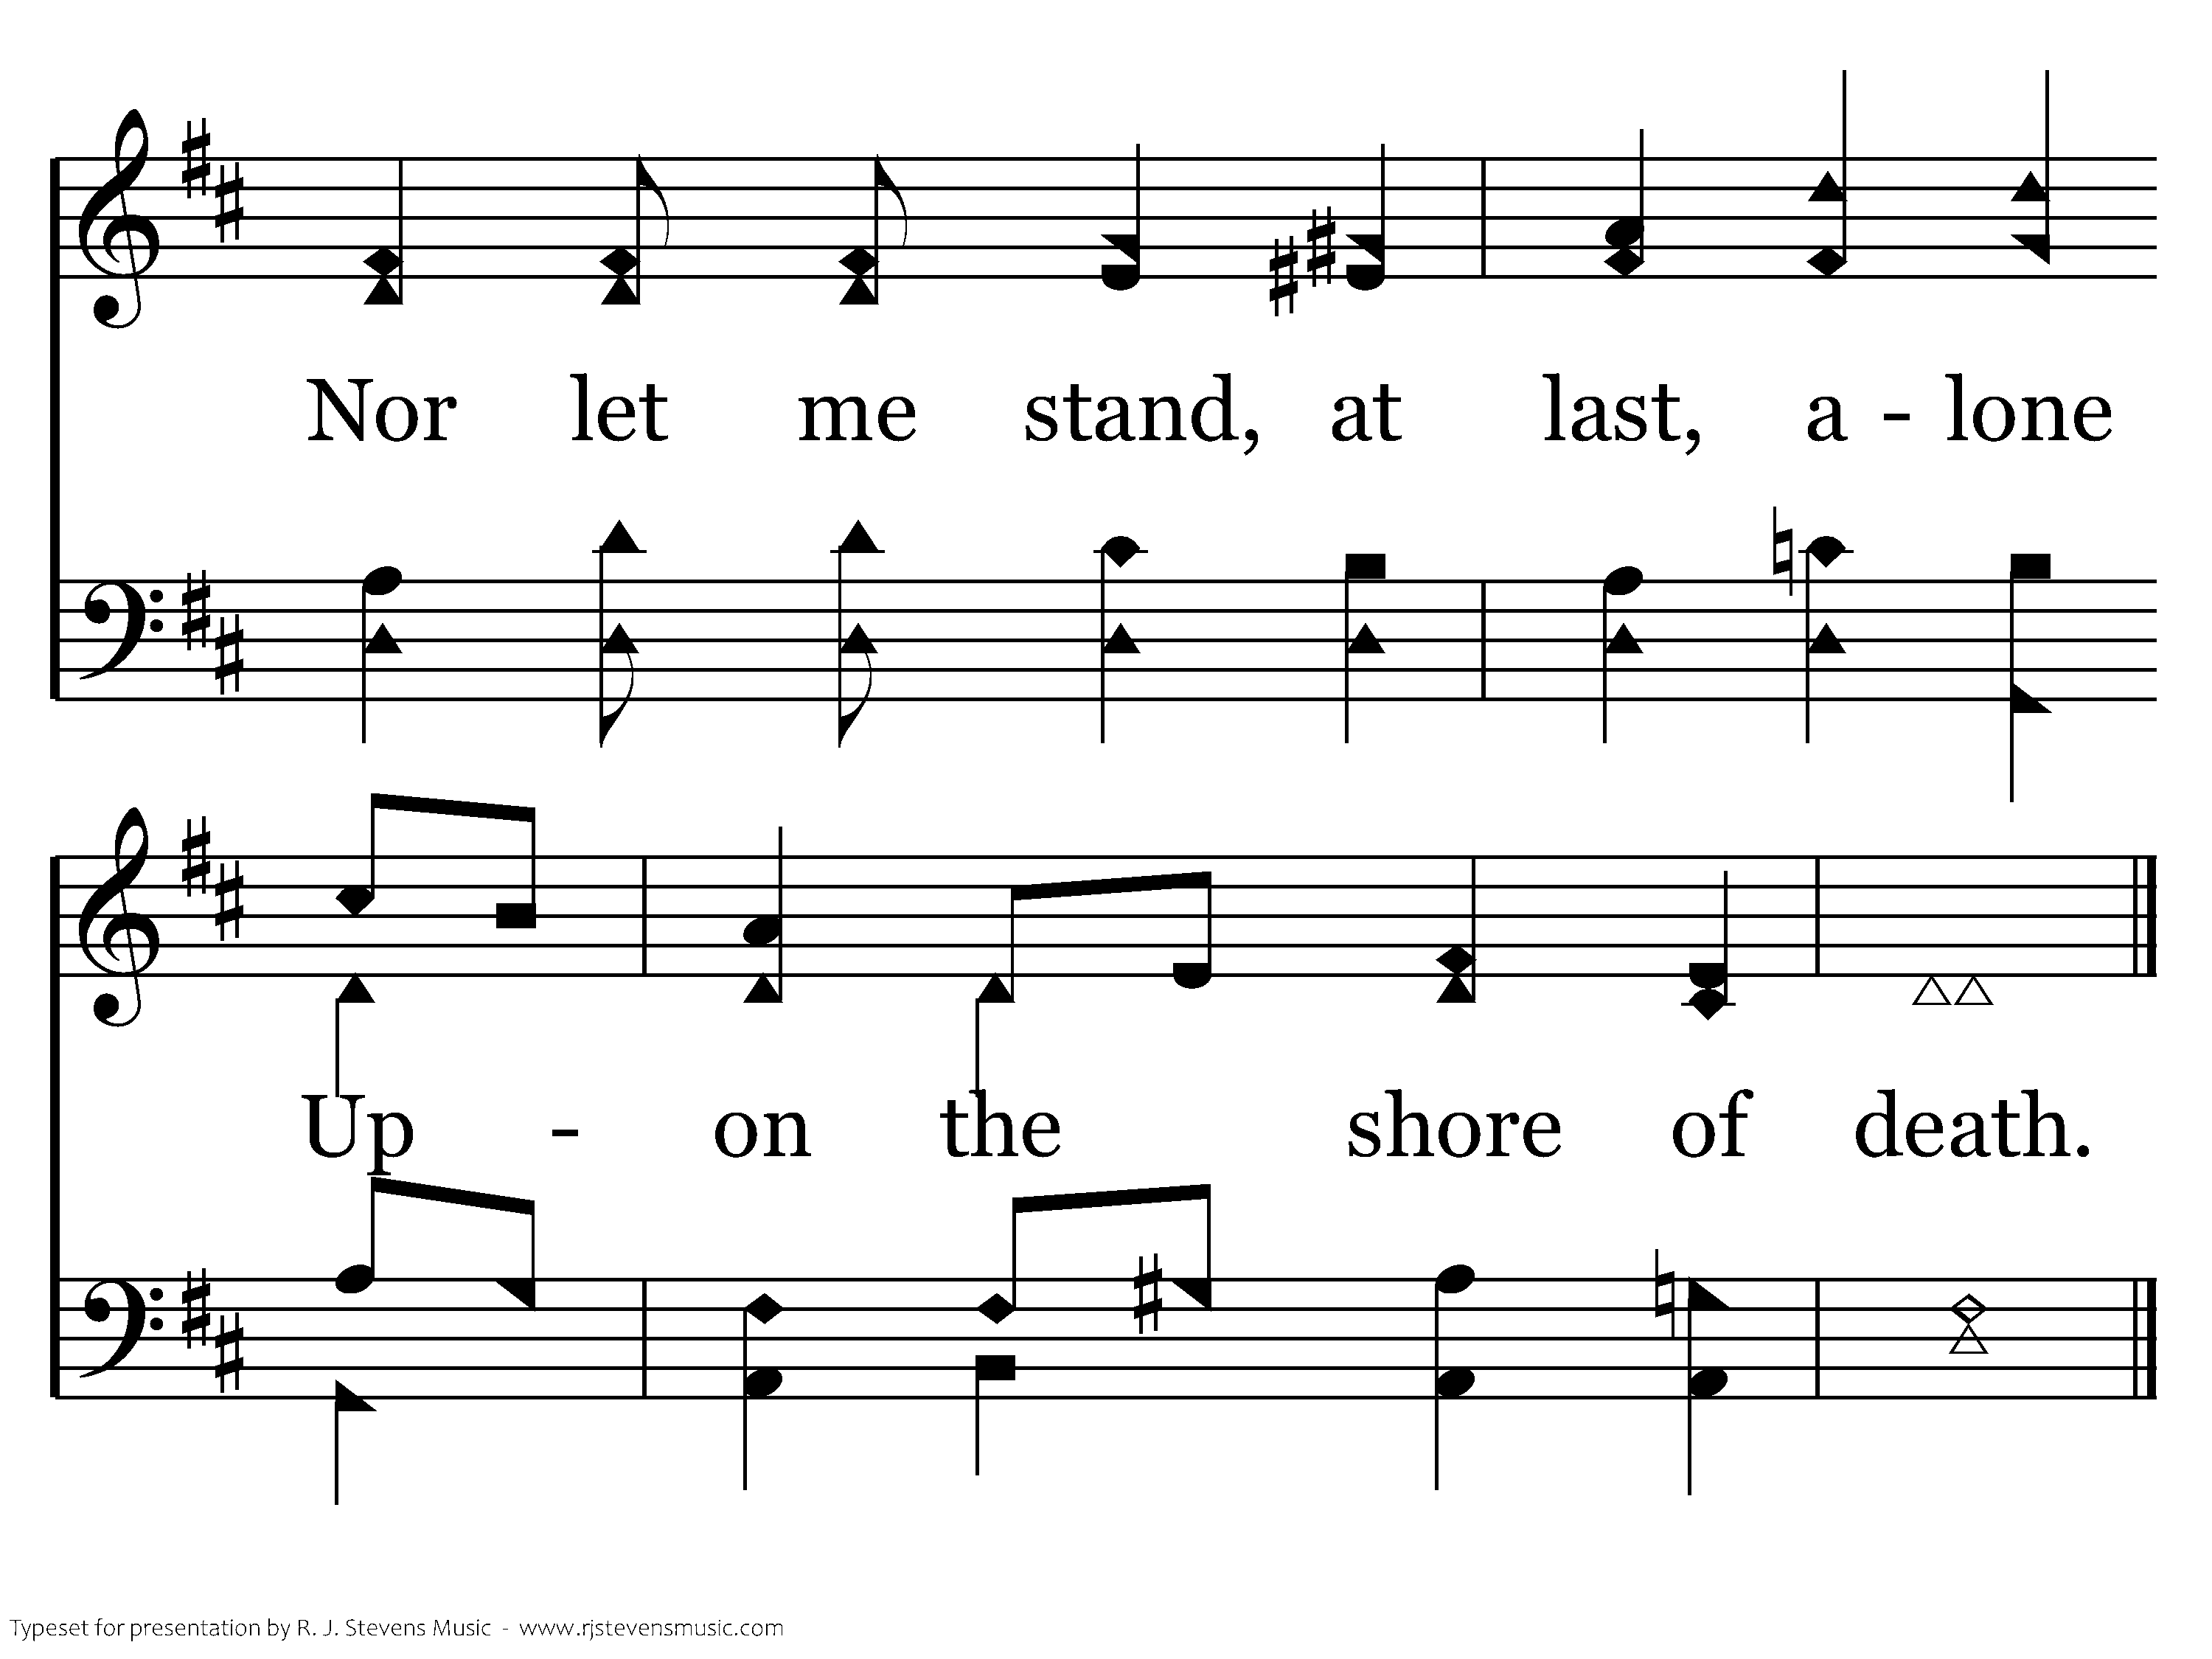 Nor let me stand, at last, a - lone
Up - on the shore of death.
Typeset for presentation by R. J. Stevens Music - www.rjstevensmusic.com